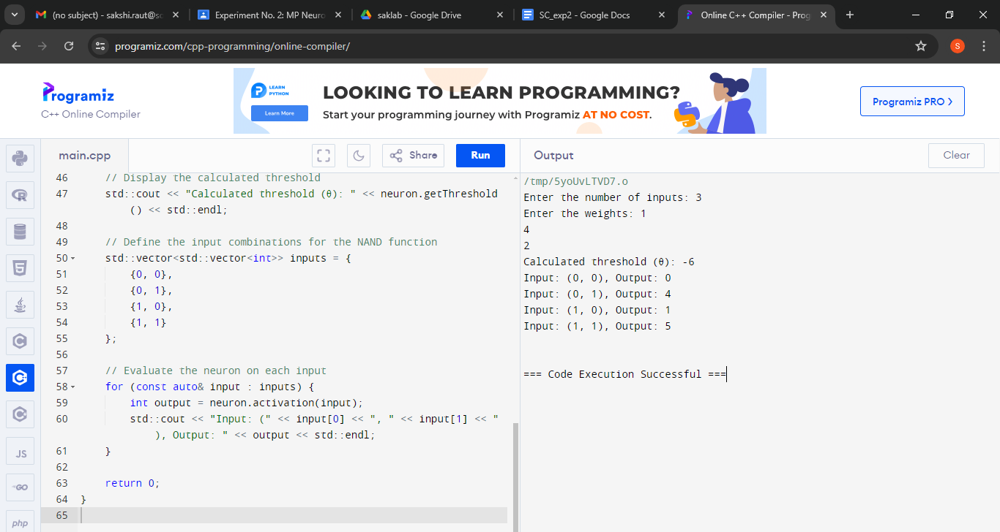 (no subject) - sakshi.raut@sc
Experiment No. 2: MP Neuro
saklab - Google Drive
SC_exp2 - Google Docs
Online C++ Compiler - Prog
programiz.com/cpp-programming/online-compiler/
S
Programiz
C++ Online Compiler
LEARN
PYTHON
Learn More
LOOKING TO LEARN PROGRAMMING?
Start your programming journey with Programiz AT NO COST.
Programiz PRO >
main.cpp
Share
Run
Output
Clear
46 // Display the calculated threshold
47 std::cout << "Calculated threshold (θ): " << neuron.getThreshold
() << std::endl;
48
49 // Define the input combinations for the NAND function
50 std::vector<std::vector<int>> inputs = {
51 {0, 0},
52 {0, 1},
53 {1, 0},
54 {1, 1}
55 };
56
57 // Evaluate the neuron on each input
58 for (const auto& input : inputs) {
59 int output = neuron.activation(input);
60 std::cout << "Input: (" << input[0] << ", " << input[1] << "
), Output: " << output << std::endl;
61 }
62
63 return 0;
64 }
65
/tmp/5yoUvLTVD7.o
Enter the number of inputs: 3
Enter the weights: 1
4
2
Calculated threshold (θ): -6
Input: (0, 0), Output: 0
Input: (0, 1), Output: 4
Input: (1, 0), Output: 1
Input: (1, 1), Output: 5
=== Code Execution Successful ===
R
5
C
C
C
JS
GO
php